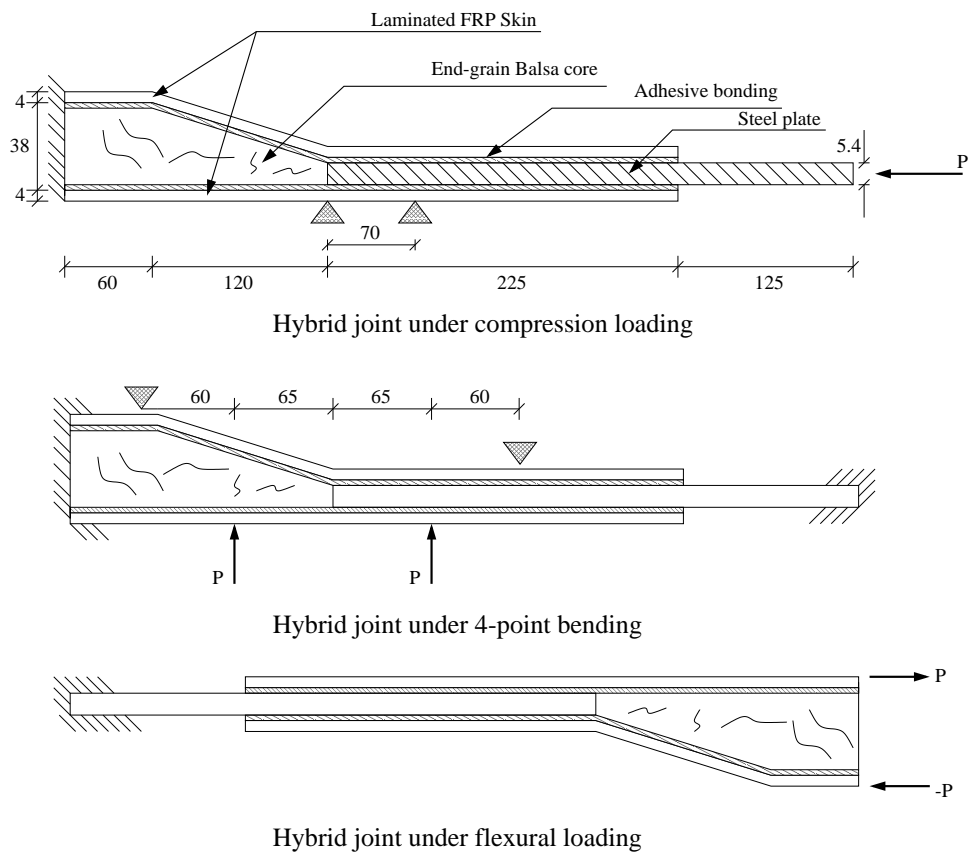 Laminated FRP Skin
End-grain Balsa core
Adhesive bonding
Steel plate
4
38
4
5.4
P
70
60 120 225 125
Hybrid joint under compression loading
60 65 65 60
P P
Hybrid joint under 4-point bending
P
-P
Hybrid joint under flexural loading